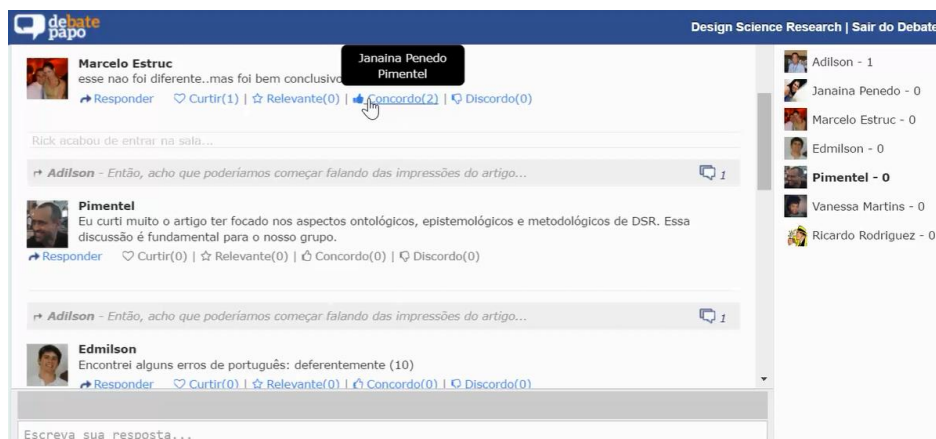 debate
papo
Design Science Research | Sair do Debate
Janaina Penedo
Pimentel
Marcelo Estruc
esse nao foi diferente..mas foi bem conclusivo
Responder Curtir(1) | Relevante(0) | Concordo(2) | Discordo(0)
Rick acabou de entrar na sala...
Adilson - Então, acho que poderíamos começar falando das impressões do artigo... 1
Pimentel
Eu curti muito o artigo ter focado nos aspectos ontológicos, epistemológicos e metodológicos de DSR. Essa
discussão é fundamental para o nosso grupo.
Responder Curtir(0) | Relevante(0) | Concordo(0) | Discordo(0)
Adilson - Então, acho que poderíamos começar falando das impressões do artigo... 1
Edmilson
Encontrei alguns erros de português: deferentemente (10)
Responder Curtir(0) | Relevante(0) | Concordo(0) | Discordo(0)
Escreva sua resposta...
Adilson - 1
Janaina Penedo - 0
Marcelo Estruc - 0
Edmilson - 0
Pimentel - 0
Vanessa Martins - 0
Ricardo Rodriguez - 0